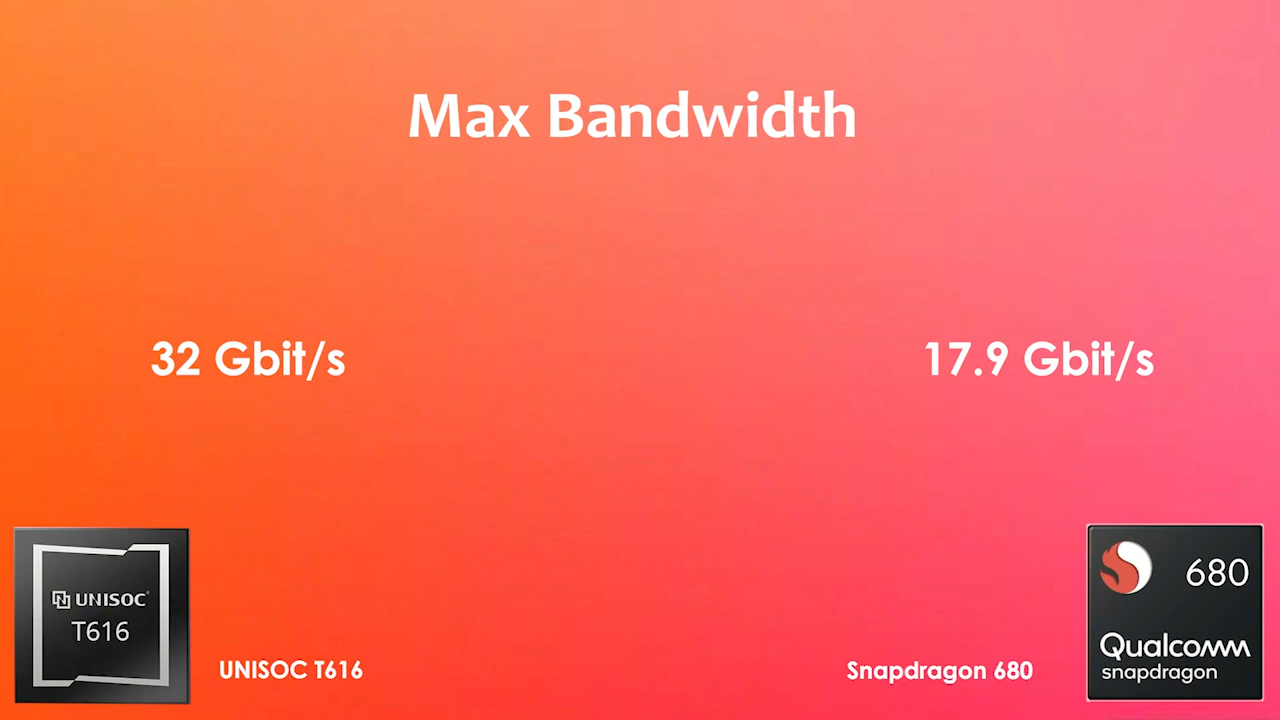 Max Bandwidth
32 Gbit/s
17.9 Gbit/s
UNISOC
T616
UNISOC T616
Snapdragon 680
680
Qualcomm
snapdragon